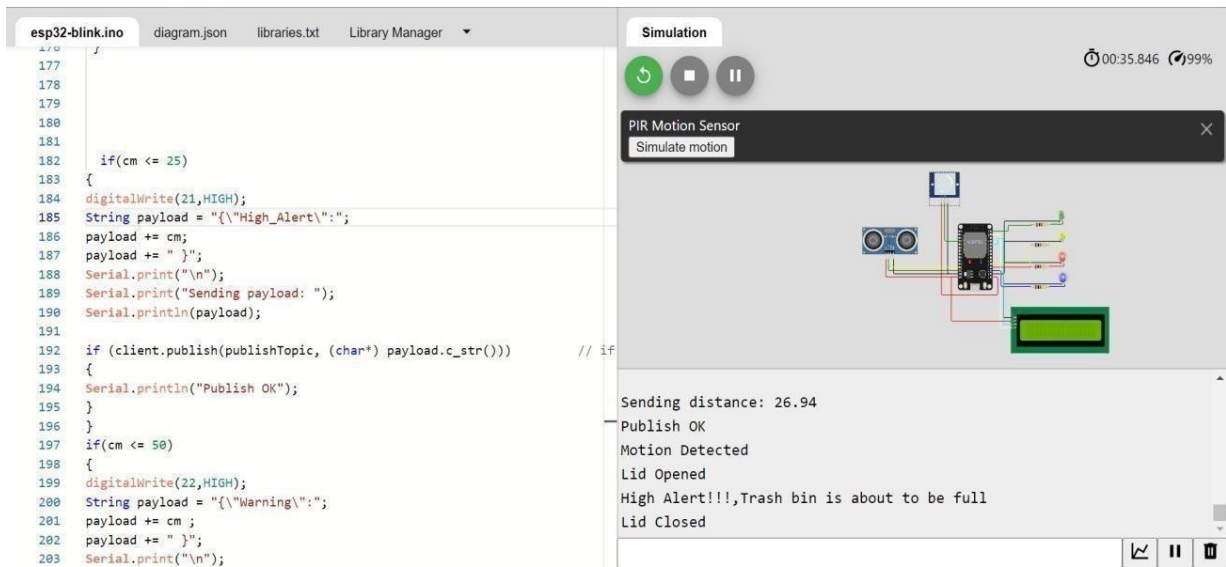 esp32-blink.ino diagram.json libraries.txt Library Manager
178 }
177
178
179
180
181
182 if(cm <= 25)
183 {
184 digitalWrite(21,HIGH);
185 String payload = "{\"High_Alert\":";
186 payload += cm;
187 payload += " }";
188 Serial.print("\n");
189 Serial.print("Sending payload: ");
190 Serial.println(payload);
191
192 if (client.publish(publishTopic, (char*) payload.c_str())) // if
193 {
194 Serial.println("Publish OK");
195 }
196 }
197 if(cm <= 50)
198 {
199 digitalWrite(22,HIGH);
200 String payload = "{\"Warning\":";
201 payload += cm ;
202 payload += " }";
203 Serial.print("\n");
Simulation
00:35.846 99%
PIR Motion Sensor
Simulate motion
Sending distance: 26.94
Publish OK
Motion Detected
Lid Opened
High Alert!!!,Trash bin is about to be full
Lid Closed